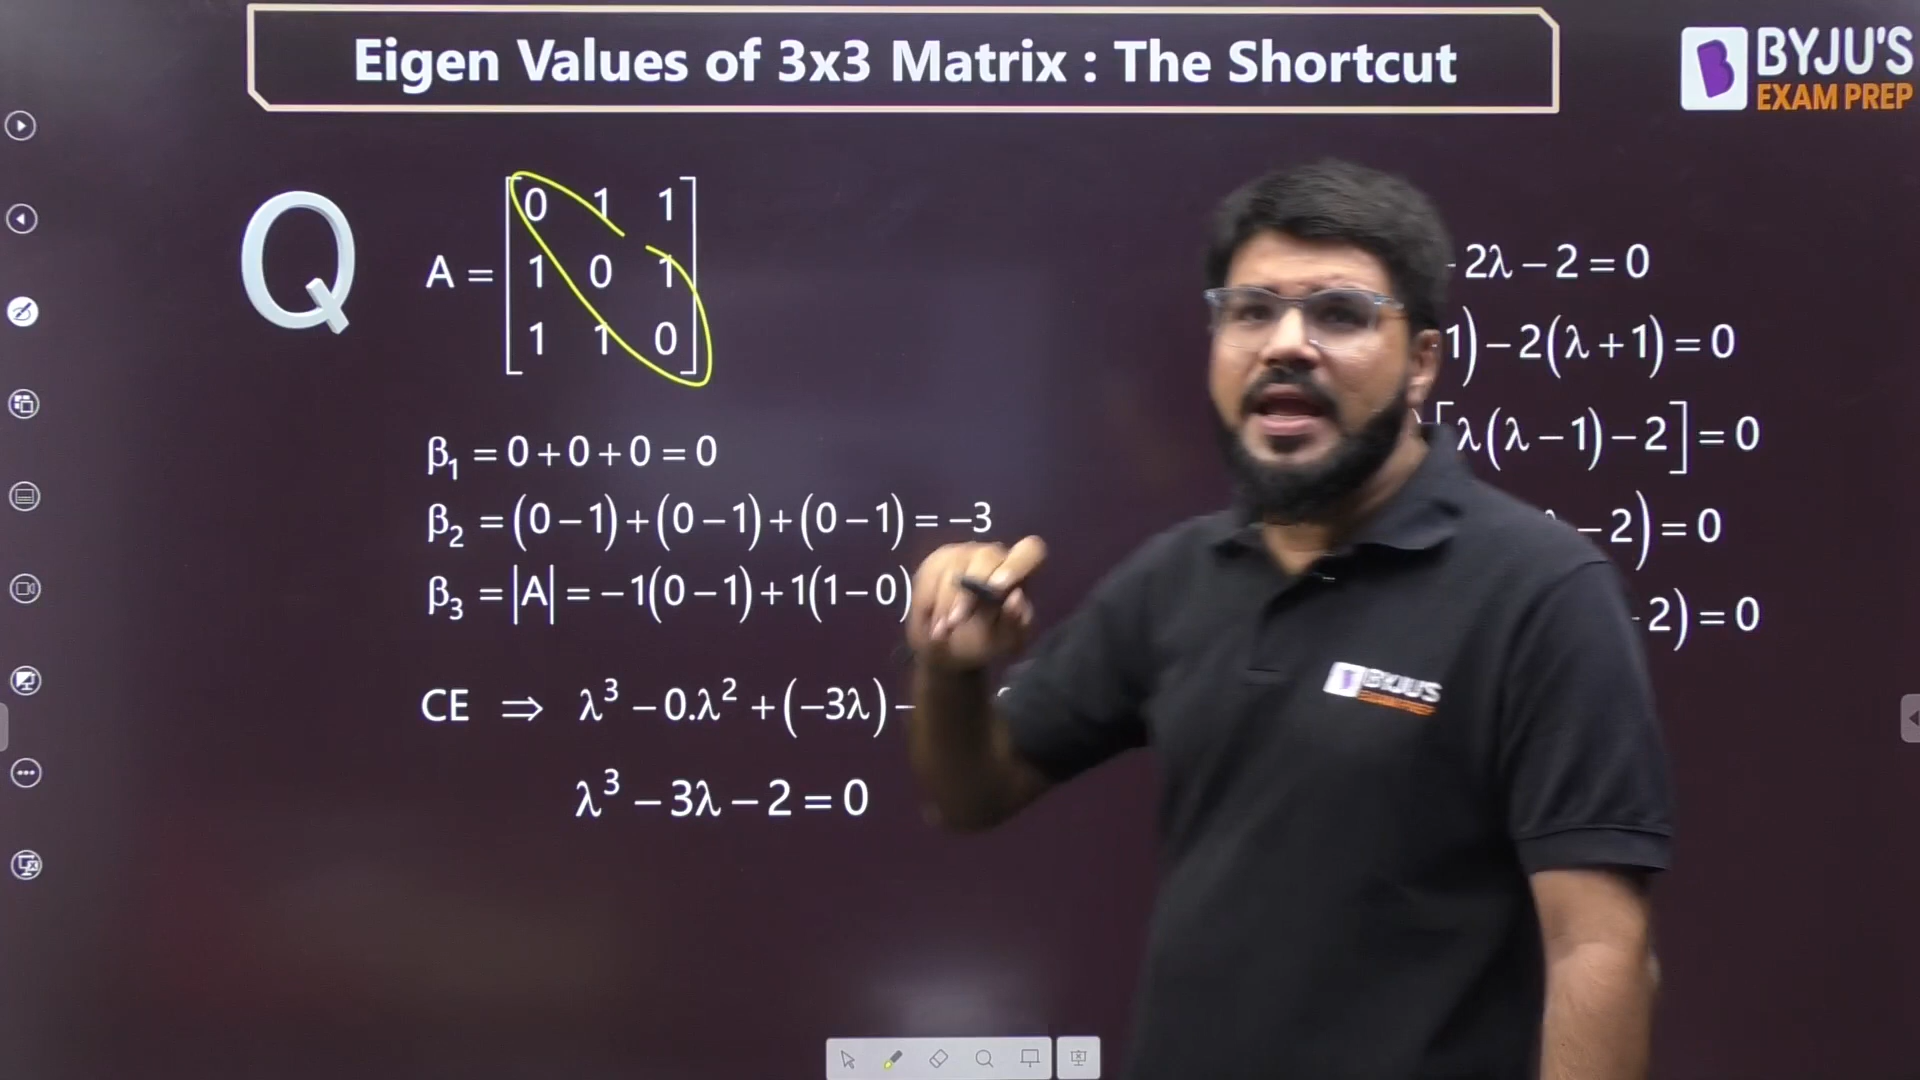 Eigen Values of 3x3 Matrix : The Shortcut
BYJU'S
EXAM PREP
Q
A = [0 1 1
1 0 1
1 1 0]
β₁ = 0 + 0 + 0 = 0
β₂ = (0 − 1) + (0 − 1) + (0 − 1) = −3
β₃ = |A| = −1(0 − 1) + 1(1 − 0)
CE ⇒ λ³ − 0.λ² + (−3λ) −
λ³ − 3λ − 2 = 0
- 2λ − 2 = 0
1) − 2(λ + 1) = 0
[λ(λ − 1) − 2] = 0
− 2) = 0
2) = 0
BYJU'S
EXAM PREP